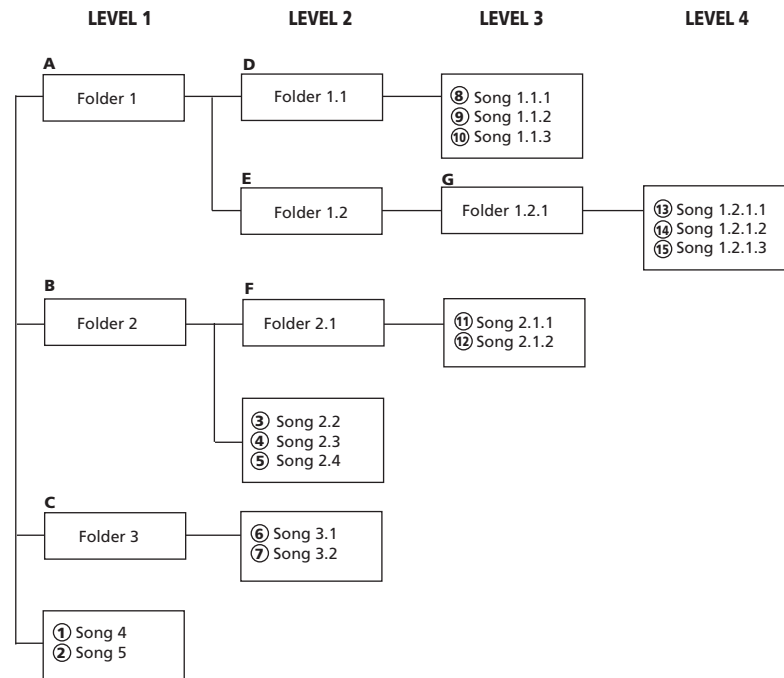 LEVEL 1 LEVEL 2 LEVEL 3 LEVEL 4
A
Folder 1
D
Folder 1.1
8 Song 1.1.1
9 Song 1.1.2
10 Song 1.1.3
E
Folder 1.2
G
Folder 1.2.1
13 Song 1.2.1.1
14 Song 1.2.1.2
15 Song 1.2.1.3
B
Folder 2
F
Folder 2.1
11 Song 2.1.1
12 Song 2.1.2
3 Song 2.2
4 Song 2.3
5 Song 2.4
C
Folder 3
6 Song 3.1
7 Song 3.2
1 Song 4
2 Song 5